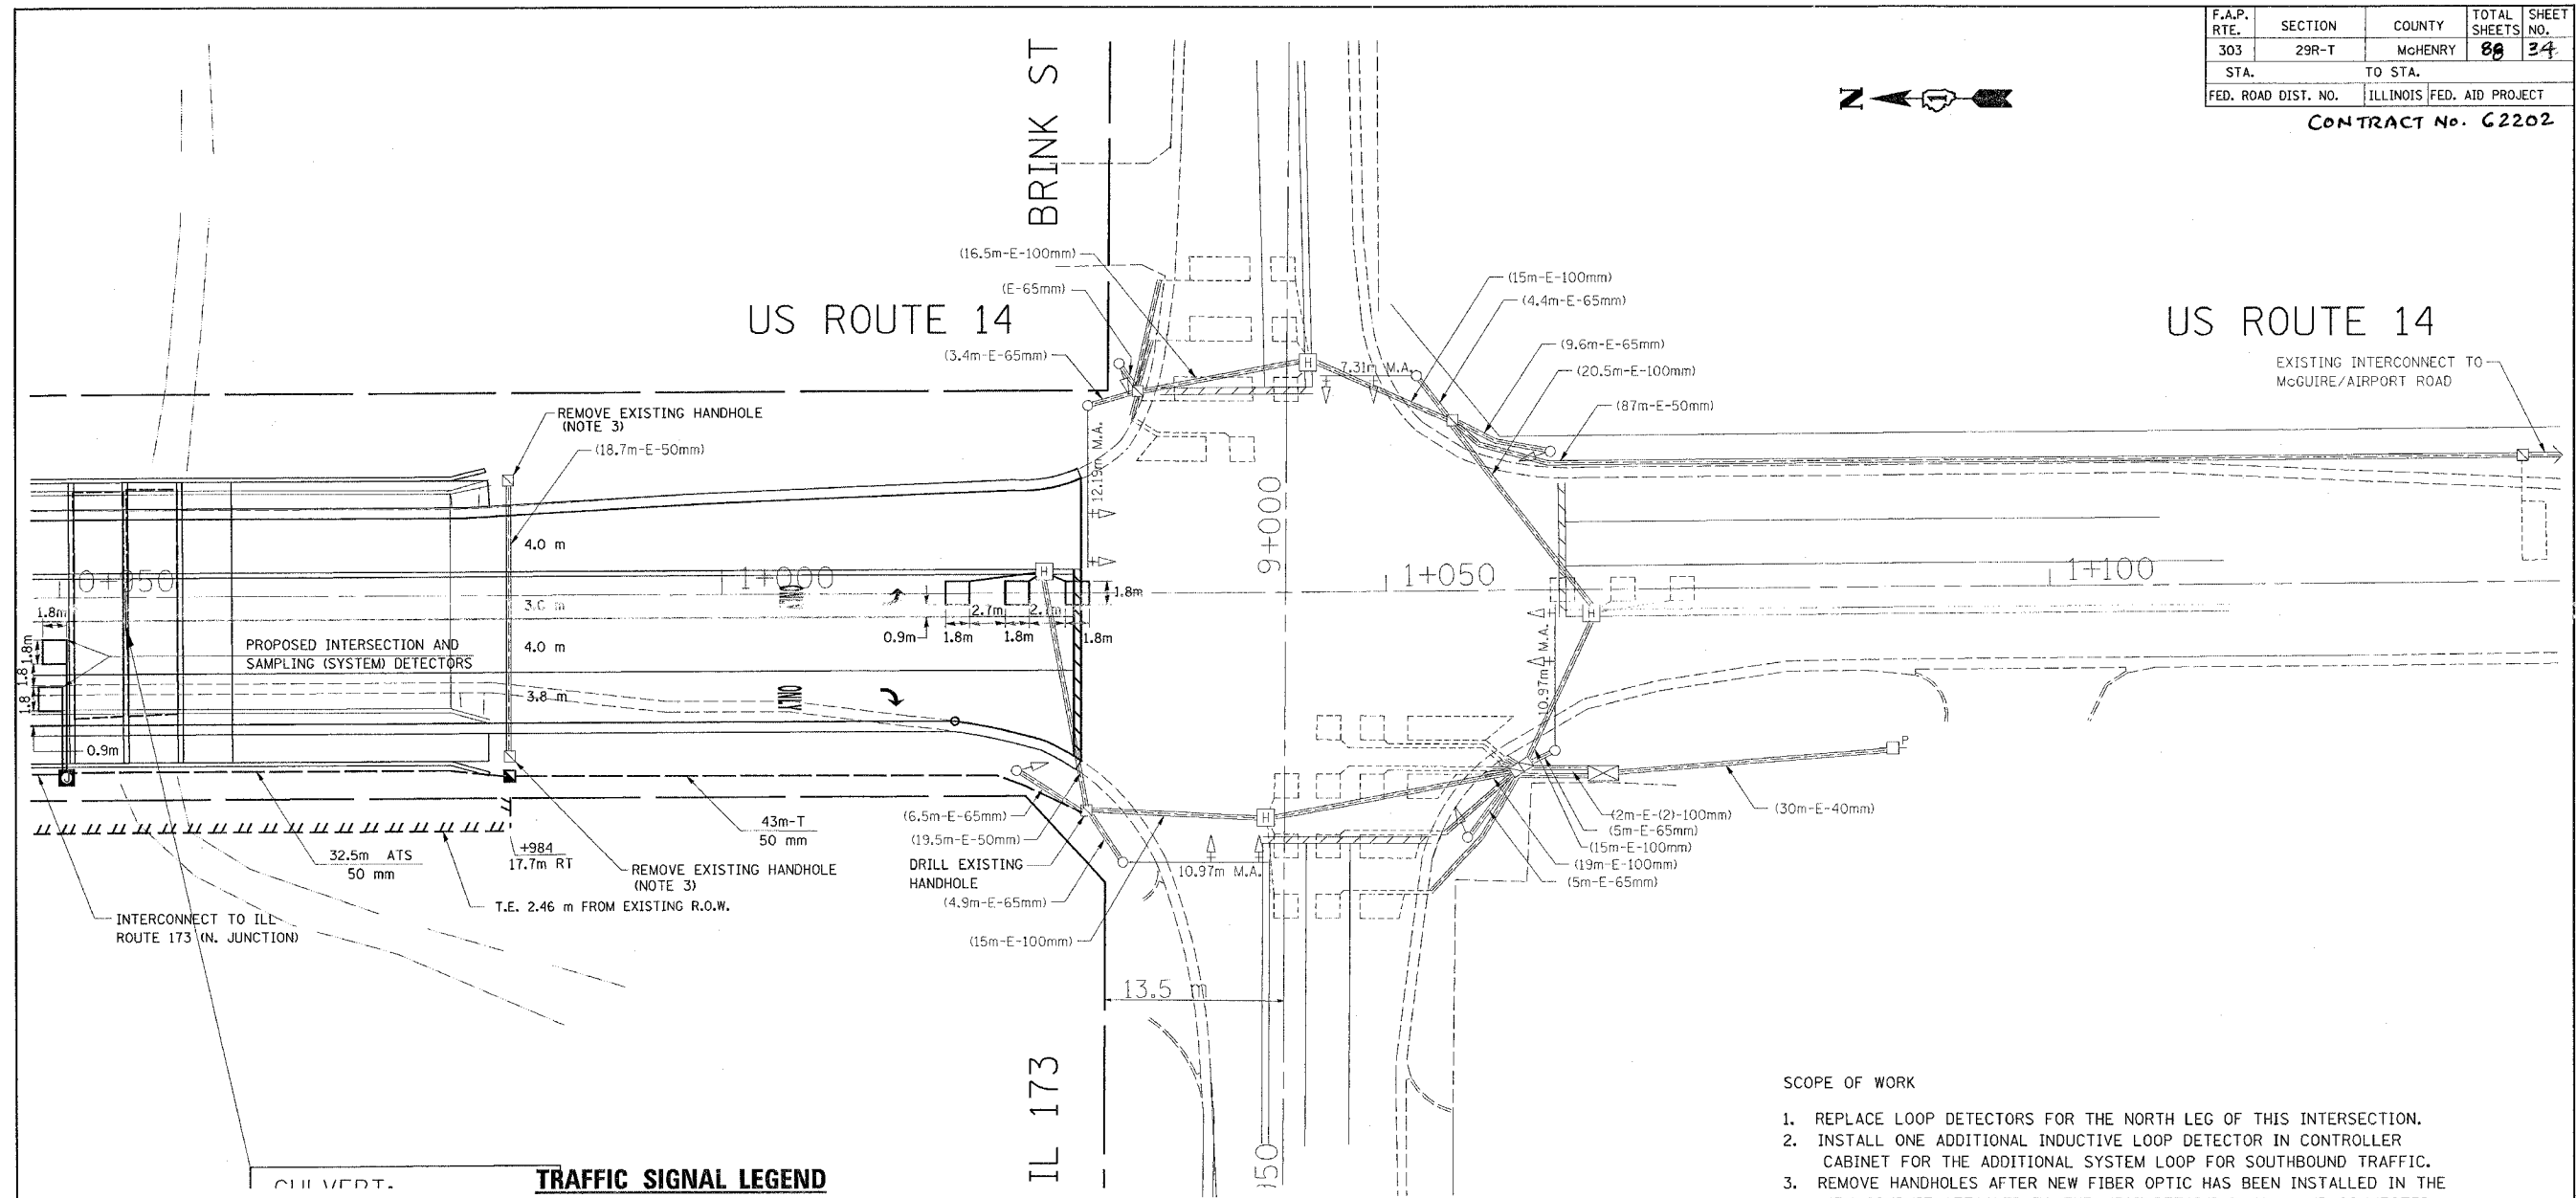 F.A.P. RTE. SECTION COUNTY TOTAL SHEETS SHEET NO.
303 29R-T McHENRY 88 34
STA. TO STA.
FED. ROAD DIST. NO. ILLINOIS FED. AID PROJECT
CONTRACT No. 62202
N
BRINK ST
US ROUTE 14
US ROUTE 14
EXISTING INTERCONNECT TO
McGUIRE/AIRPORT ROAD
(16.5m-E-100mm)
(E-65mm)
(3.4m-E-65mm)
(15m-E-100mm)
(4.4m-E-65mm)
(9.6m-E-65mm)
(20.5m-E-100mm)
(87m-E-50mm)
7.31m M.A.
H
12.19m M.A.
REMOVE EXISTING HANDHOLE
(NOTE 3)
(18.7m-E-50mm)
4.0 m
3.0 m
4.0 m
3.8 m
0+950
1+000
9+000
1+050
1+100
ONLY
ONLY
H
H
1.8m
0.9m
1.8m
2.7m
1.8m
2.7m
1.8m
1.8m
1.8m
1.8
1.8
0.9m
PROPOSED INTERSECTION AND
SAMPLING (SYSTEM) DETECTORS
10.97m M.A.
P
(6.5m-E-65mm)
(19.5m-E-50mm)
DRILL EXISTING
HANDHOLE
(4.9m-E-65mm)
(15m-E-100mm)
H
10.97m M.A.
(2m-E-(2)-100mm)
(5m-E-65mm)
(15m-E-100mm)
(19m-E-100mm)
(5m-E-65mm)
(30m-E-40mm)
43m-T
50 mm
32.5m ATS
50 mm
+984
17.7m RT
REMOVE EXISTING HANDHOLE
(NOTE 3)
T.E. 2.46 m FROM EXISTING R.O.W.
INTERCONNECT TO ILL
ROUTE 173 (N. JUNCTION)
13.5 m
IL 173
TRAFFIC SIGNAL LEGEND
SCOPE OF WORK
1. REPLACE LOOP DETECTORS FOR THE NORTH LEG OF THIS INTERSECTION.
2. INSTALL ONE ADDITIONAL INDUCTIVE LOOP DETECTOR IN CONTROLLER
CABINET FOR THE ADDITIONAL SYSTEM LOOP FOR SOUTHBOUND TRAFFIC.
3. REMOVE HANDHOLES AFTER NEW FIBER OPTIC HAS BEEN INSTALLED IN THE